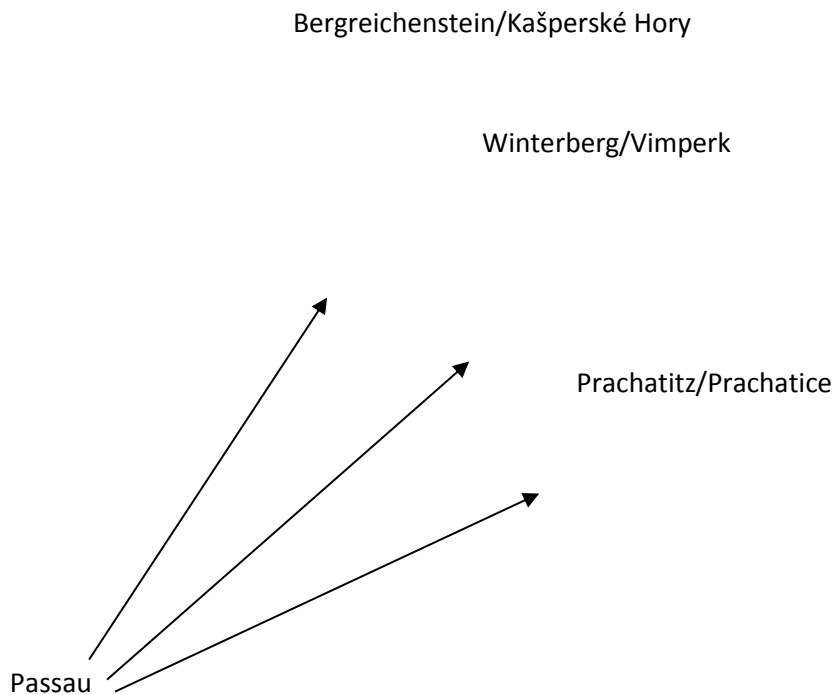 Bergreichenstein/Kašperské Hory
Winterberg/Vimperk
Prachatitz/Prachatice
Passau